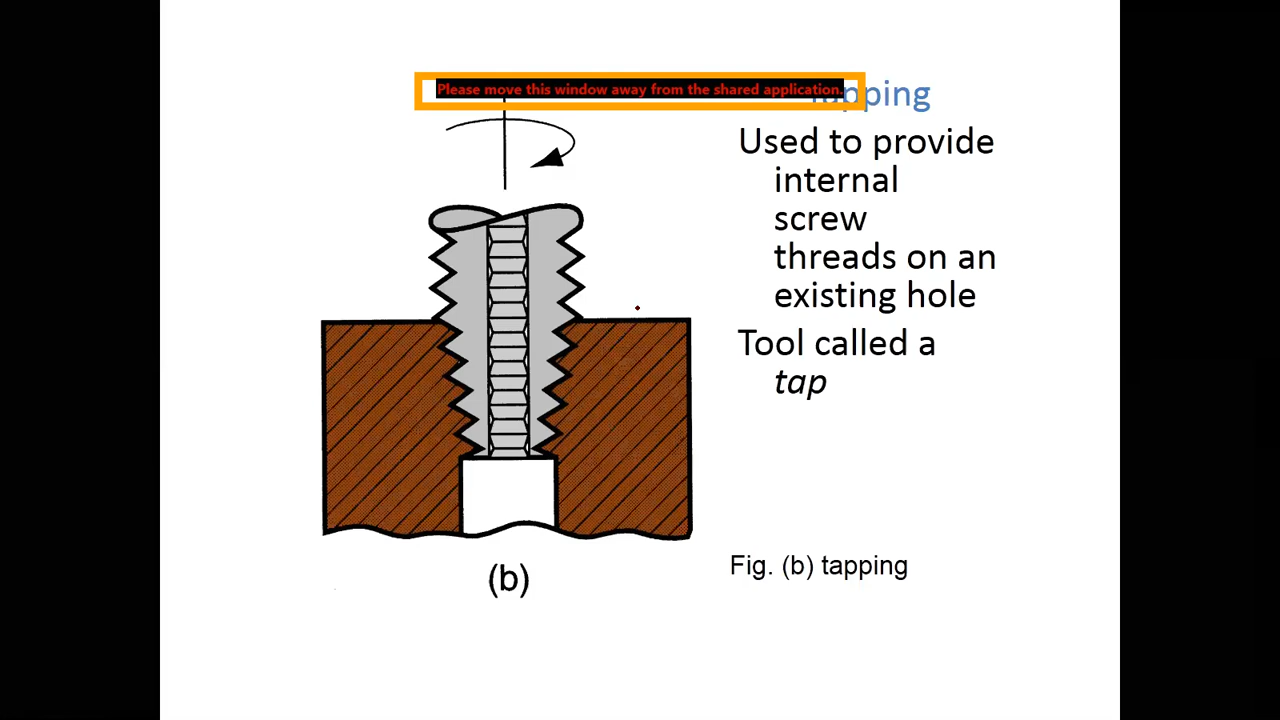 Please move this window away from the shared application.
Tapping
Used to provide
internal
screw
threads on an
existing hole
Tool called a
tap
(b)
Fig. (b) tapping